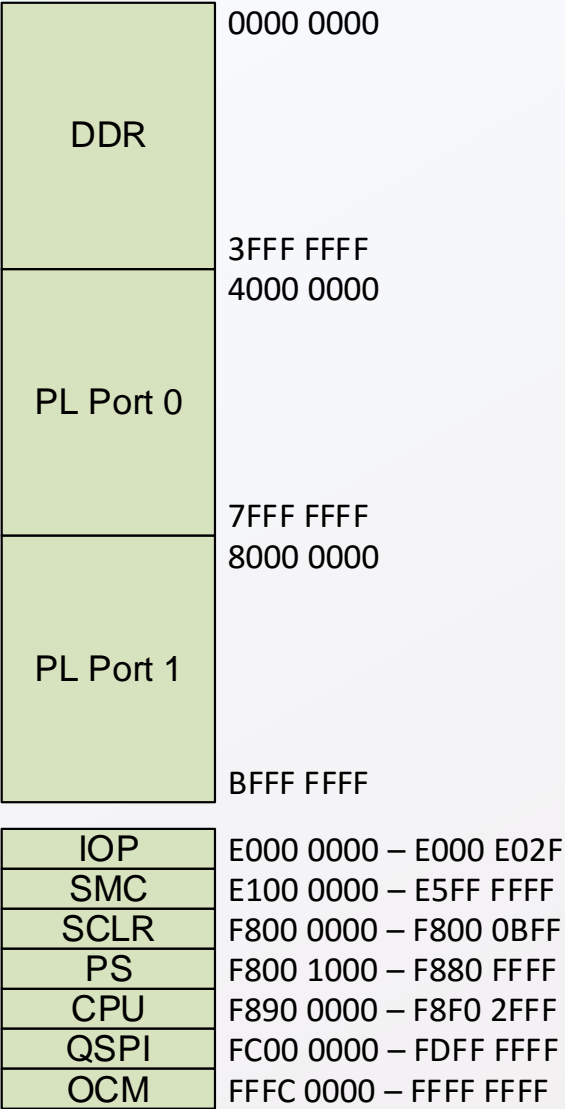 0000 0000
DDR
3FFF FFFF
4000 0000
PL Port 0
7FFF FFFF
8000 0000
PL Port 1
BFFF FFFF
IOP E000 0000 – E000 E02F
SMC E100 0000 – E5FF FFFF
SCLR F800 0000 – F800 0BFF
PS F800 1000 – F880 FFFF
CPU F890 0000 – F8F0 2FFF
QSPI FC00 0000 – FDFF FFFF
OCM FFFC 0000 – FFFF FFFF